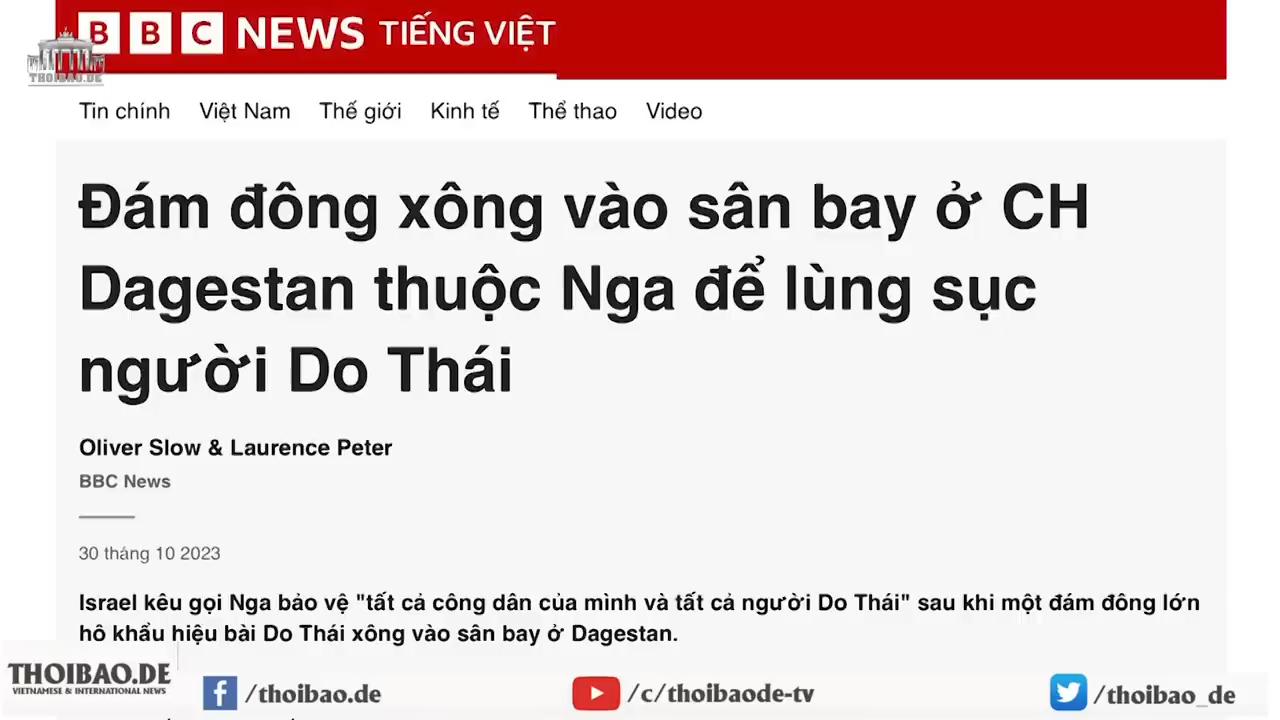 BBC NEWS TIẾNG VIỆT
THOIBAO.DE
Tin chính Việt Nam Thế giới Kinh tế Thể thao Video
Đám đông xông vào sân bay ở CH
Dagestan thuộc Nga để lùng sục
người Do Thái
Oliver Slow & Laurence Peter
BBC News
30 tháng 10 2023
Israel kêu gọi Nga bảo vệ "tất cả công dân của mình và tất cả người Do Thái" sau khi một đám đông lớn
hô khẩu hiệu bài Do Thái xông vào sân bay ở Dagestan.
THOIBAO.DE
VIETNAMESE & INTERNATIONAL NEWS
/thoibao.de
/c/thoibaode-tv
/thoibao_de